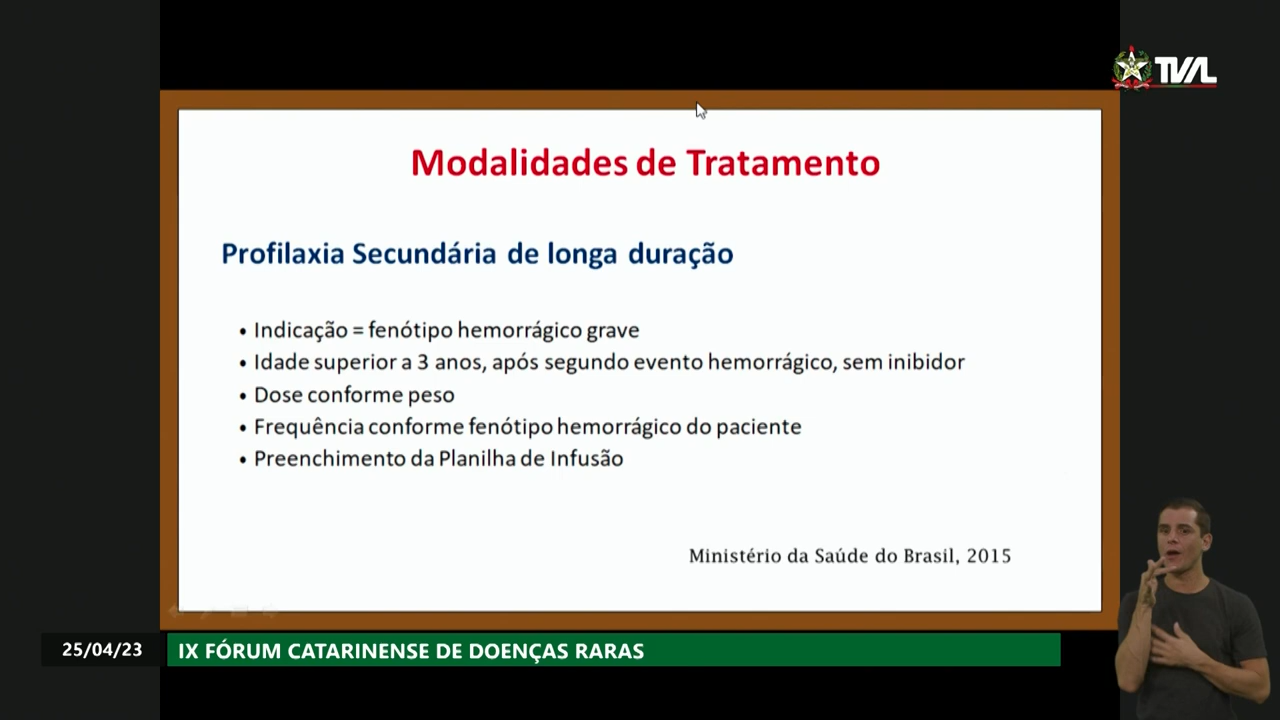 TVAL
Modalidades de Tratamento
Profilaxia Secundária de longa duração
• Indicação = fenótipo hemorrágico grave
• Idade superior a 3 anos, após segundo evento hemorrágico, sem inibidor
• Dose conforme peso
• Frequência conforme fenótipo hemorrágico do paciente
• Preenchimento da Planilha de Infusão
Ministério da Saúde do Brasil, 2015
25/04/23
IX FÓRUM CATARINENSE DE DOENÇAS RARAS